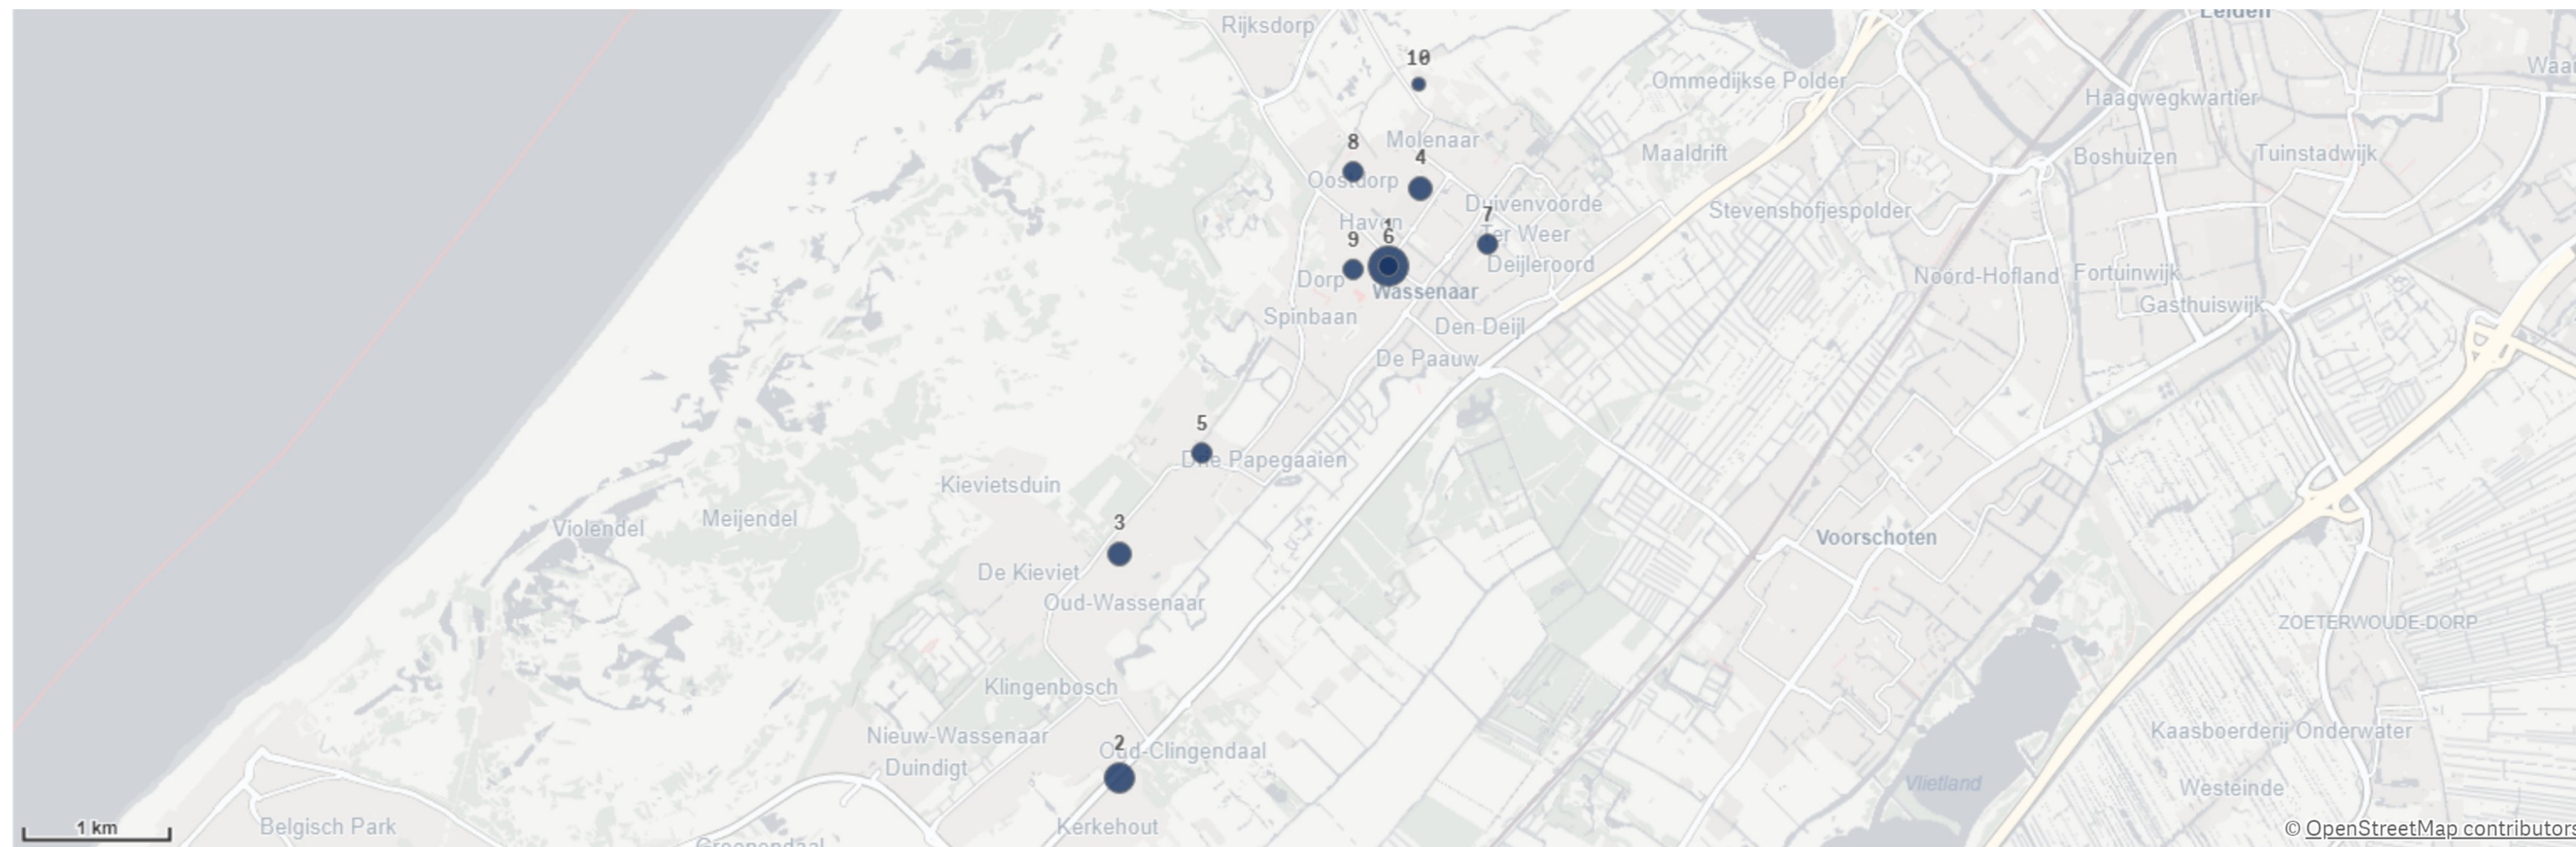 Rijksdorp
Leiden
10
Ommedijkse Polder
Haagwegkwartier
8
Molenaar
4
Maaldrift
Boshuizen
Tuinstadwijk
Oostdorp
Duivenvoorde
7
Stevenshofjespolder
Haven
1
6
9
Ter Weer
Deijleroord
Dorp
Wassenaar
Noord-Hofland
Fortuinwijk
Gasthuiswijk
Spinbaan
Den Deijl
De Paauw
5
Drie Papegaaien
Kievietsduin
Meijendel
Violendel
3
Voorschoten
De Kieviet
Oud-Wassenaar
ZOETERWOUDE-DORP
Klingenbosch
Nieuw-Wassenaar
2
Oud-Clingendaal
Kaasboerderij Onderwater
Duindigt
Vlietland
Westeinde
1 km
Belgisch Park
Kerkehout
Groenendaal
© OpenStreetMap contributors